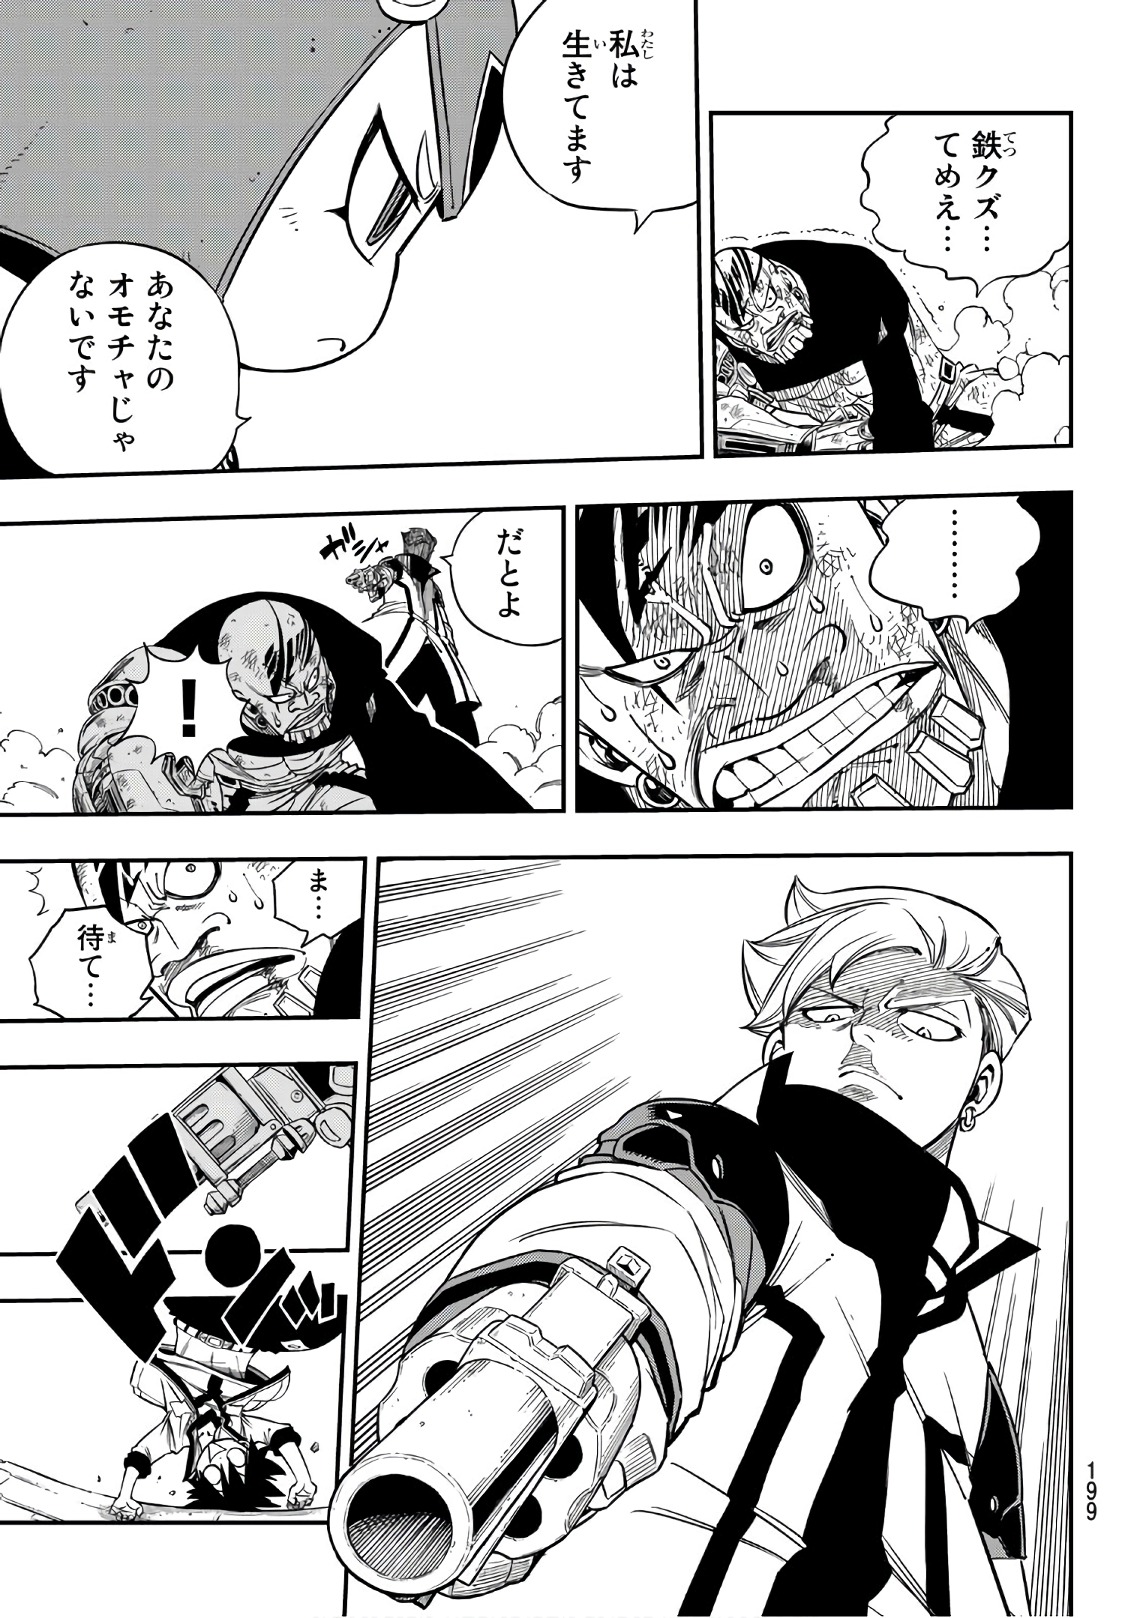 鉄クズ…
てめえ…
私は
生きてます
あなたの
オモチャじゃ
ないです
………
だとよ
ガシャ
！
ま…
待て…
ドンッ
199